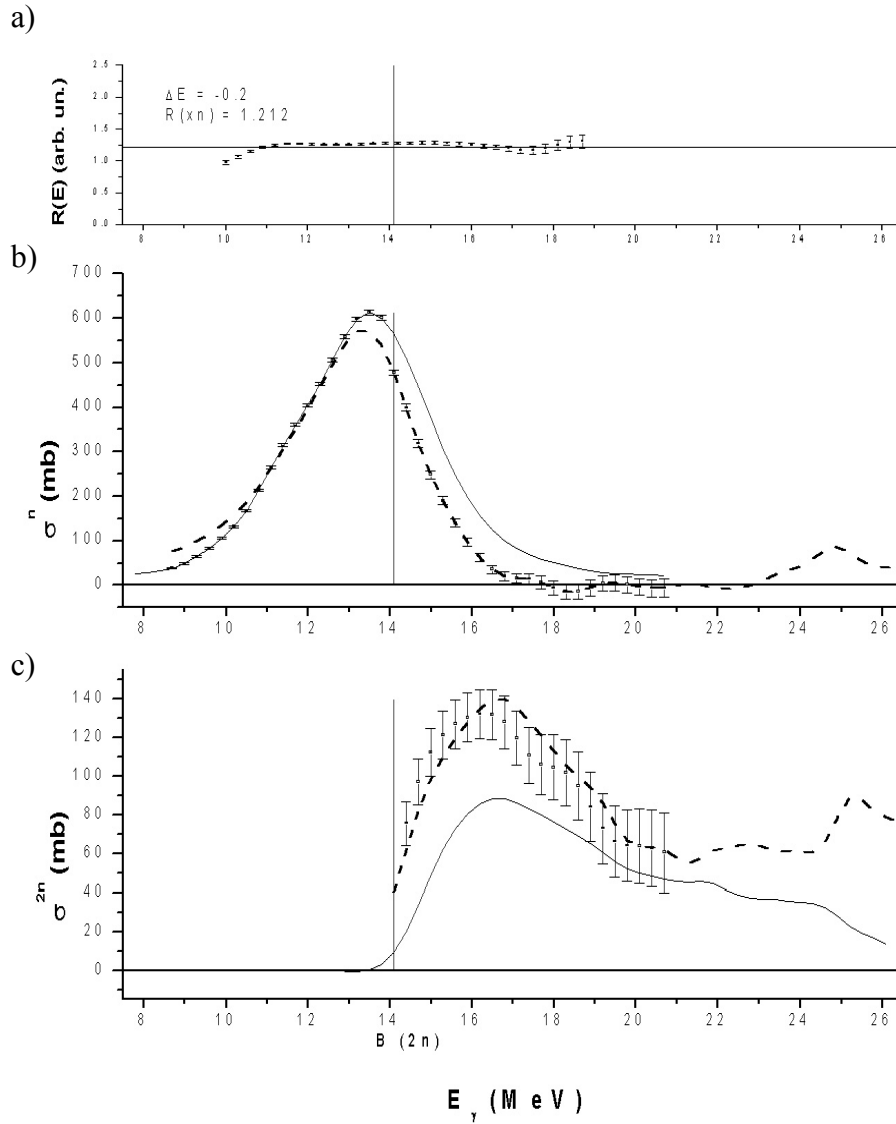 a)
R(E) (arb. un.)
2.5
2.0
1.5
1.0
0.5
0.0
ΔE = -0.2
R(xn) = 1.212
8 10 12 14 16 18 20 22 24 26
b)
σⁿ (mb)
700
600
500
400
300
200
100
0
8 10 12 14 16 18 20 22 24 26
c)
σ²ⁿ (mb)
140
120
100
80
60
40
20
0
8 10 12 14 16 18 20 22 24 26
B (2n)
E_γ (MeV)